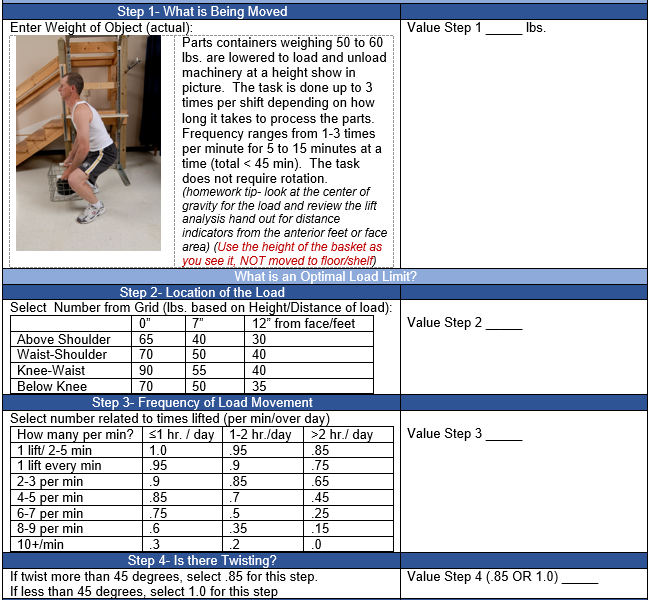 Step 1- What is Being Moved
Enter Weight of Object (actual):
Parts containers weighing 50 to 60
lbs. are lowered to load and unload
machinery at a height show in
picture.  The task is done up to 3
times per shift depending on how
long it takes to process the parts.
Frequency ranges from 1-3 times
per minute for 5 to 15 minutes at a
time (total < 45 min).  The task
does not require rotation.
(homework tip- look at the center of
gravity for the load and review the lift
analysis hand out for distance
indicators from the anterior feet or face
area) (Use the height of the basket as
you see it, NOT moved to floor/shelf)
Value Step 1 _____ lbs.
What is an Optimal Load Limit?
Step 2- Location of the Load
Select  Number from Grid (lbs. based on Height/Distance of load):
0” 7” 12” from face/feet
Above Shoulder 65 40 30
Waist-Shoulder 70 50 40
Knee-Waist 90 55 40
Below Knee 70 50 35
Value Step 2 _____
Step 3- Frequency of Load Movement
Select number related to times lifted (per min/over day)
How many per min? ≤1 hr. / day 1-2 hr./day >2 hr./ day
1 lift/ 2-5 min 1.0 .95 .85
1 lift every min .95 .9 .75
2-3 per min .9 .85 .65
4-5 per min .85 .7 .45
6-7 per min .75 .5 .25
8-9 per min .6 .35 .15
10+/min .3 .2 .0
Value Step 3 _____
Step 4- Is there Twisting?
If twist more than 45 degrees, select .85 for this step.
If less than 45 degrees, select 1.0 for this step
Value Step 4 (.85 OR 1.0) _____